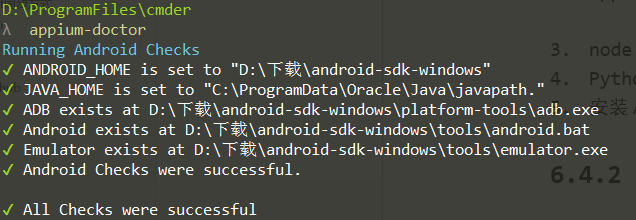 D:\ProgramFiles\cmder
λ appium-doctor
Running Android Checks
✓ ANDROID_HOME is set to "D:\下载\android-sdk-windows"
✓ JAVA_HOME is set to "C:\ProgramData\Oracle\Java\javapath."
✓ ADB exists at D:\下载\android-sdk-windows\platform-tools\adb.exe
✓ Android exists at D:\下载\android-sdk-windows\tools\android.bat
✓ Emulator exists at D:\下载\android-sdk-windows\tools\emulator.exe
✓ Android Checks were successful.
✓ All Checks were successful
3. node
4. Pytho
安装
6.4.2